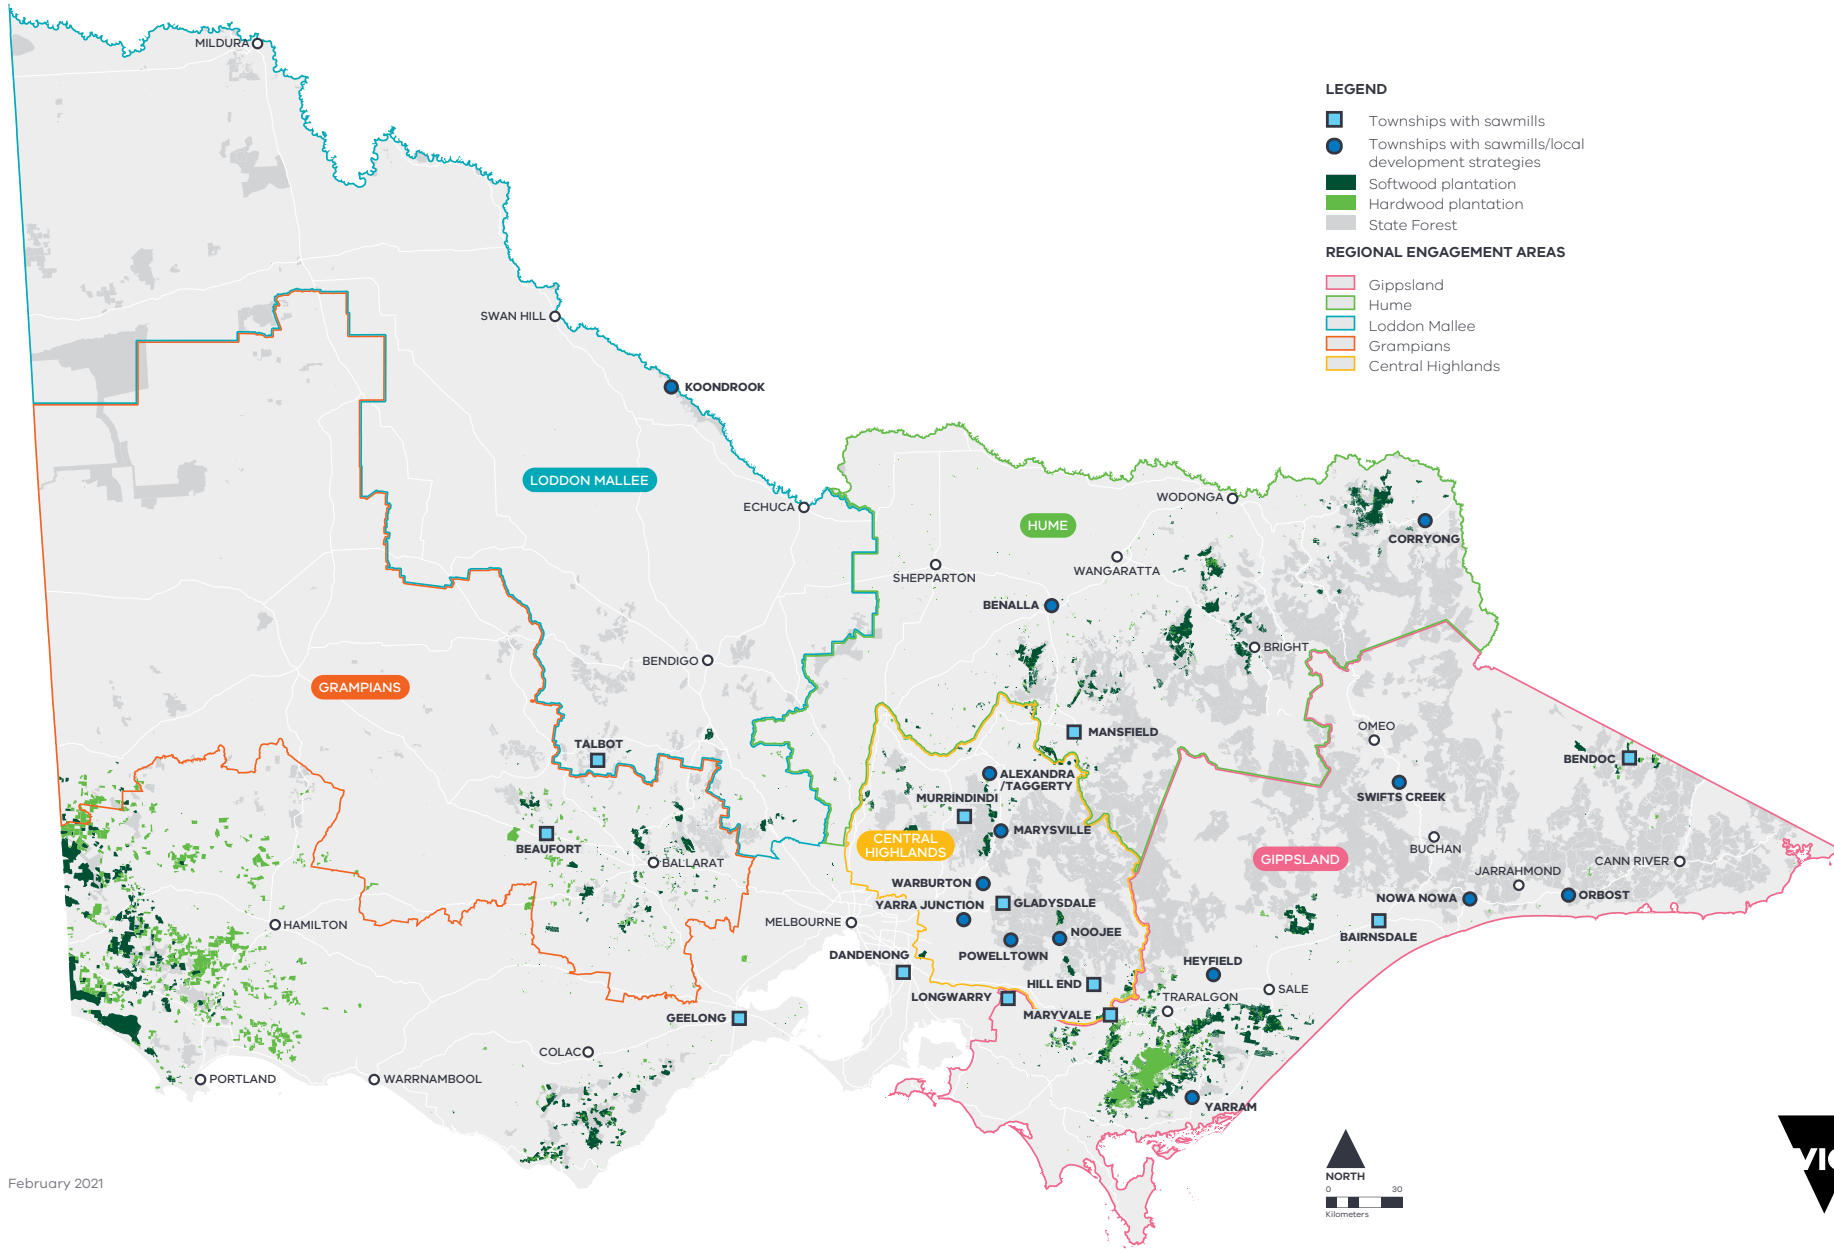 MILDURA
SWAN HILL
KOONDROOK
LODDON MALLEE
ECHUCA
HUME
WODONGA
CORRYONG
SHEPPARTON
WANGARATTA
BENALLA
BRIGHT
BENDIGO
GRAMPIANS
OMEO
MANSFIELD
TALBOT
BENDOC
ALEXANDRA
/TAGGERTY
SWIFTS CREEK
MURRINDINDI
MARYSVILLE
BEAUFORT
CENTRAL
HIGHLANDS
BUCHAN
BALLARAT
GIPPSLAND
CANN RIVER
JARRAHMOND
WARBURTON
NOWA NOWA
ORBOST
YARRA JUNCTION
GLADYSDALE
HAMILTON
MELBOURNE
NOOJEE
BAIRNSDALE
DANDENONG
POWELLTOWN
HEYFIELD
HILL END
SALE
LONGWARRY
TRARALGON
GEELONG
MARYVALE
COLAC
PORTLAND
WARRNAMBOOL
YARRAM
LEGEND
Townships with sawmills
Townships with sawmills/local
development strategies
Softwood plantation
Hardwood plantation
State Forest
REGIONAL ENGAGEMENT AREAS
Gippsland
Hume
Loddon Mallee
Grampians
Central Highlands
NORTH
0 30
Kilometers
February 2021